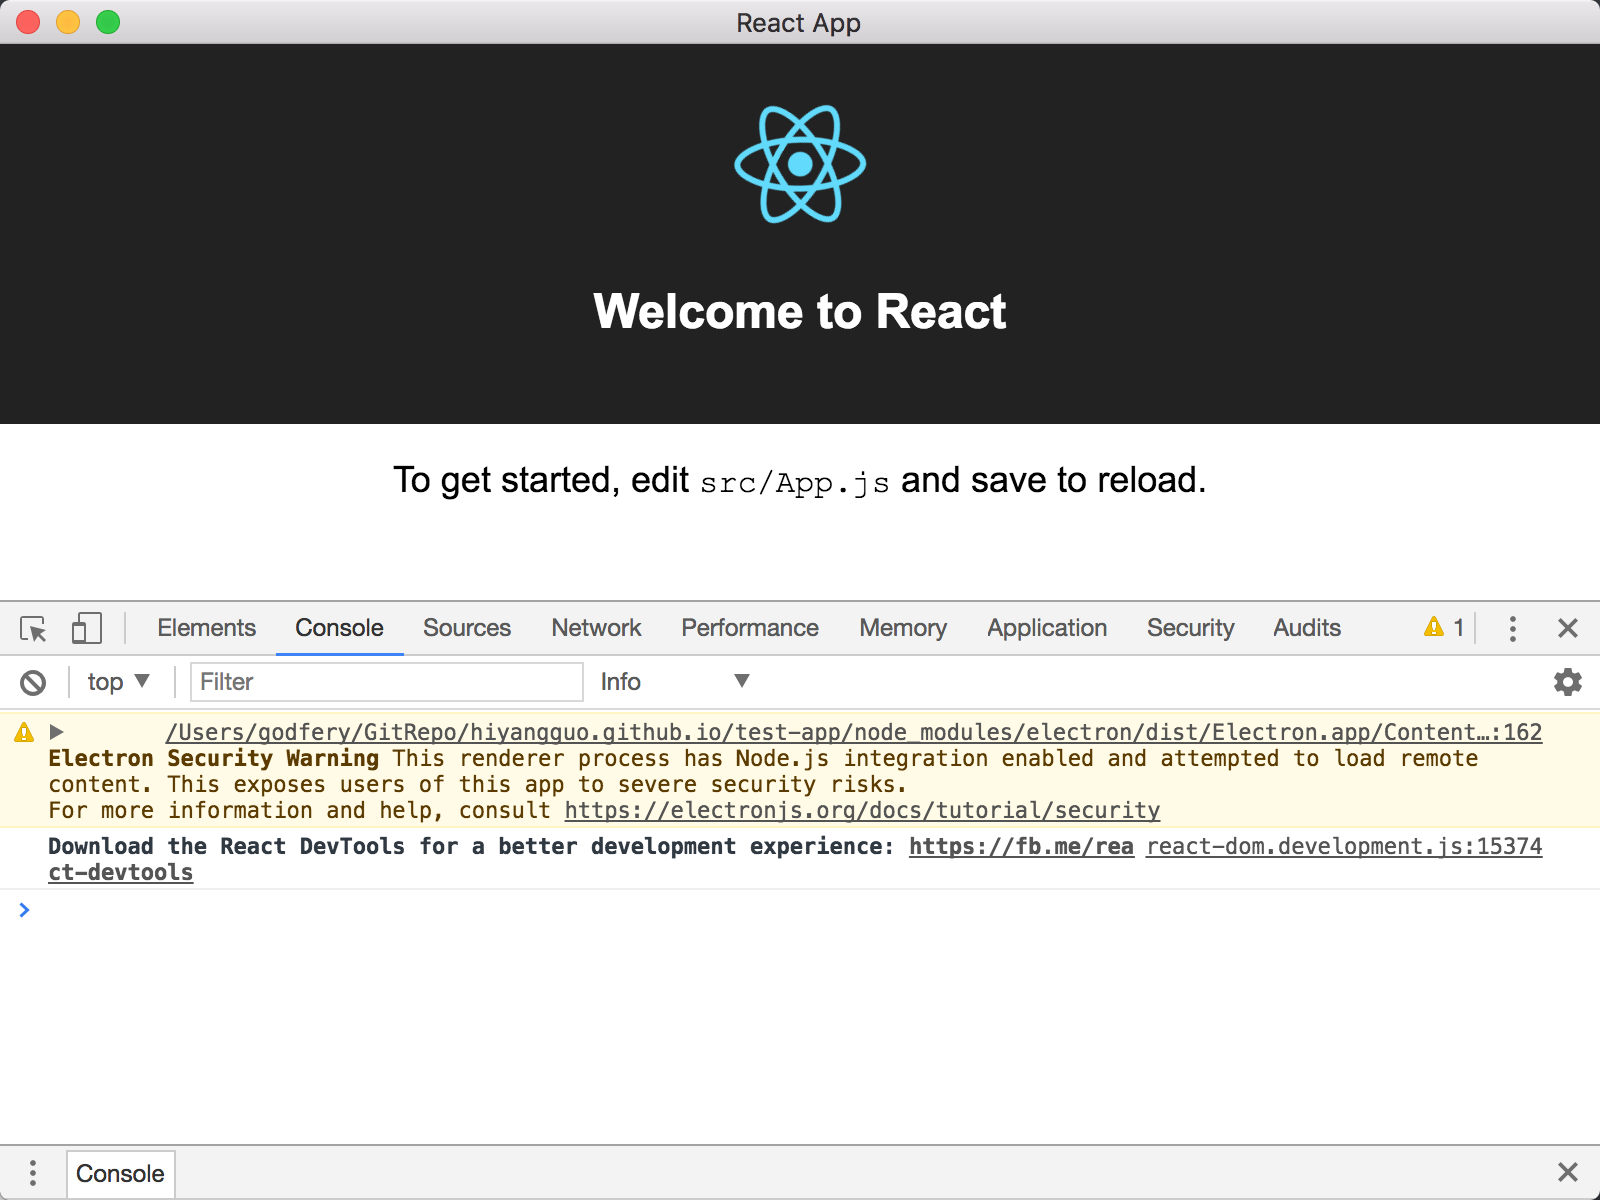 React App
Welcome to React
To get started, edit src/App.js and save to reload.
Elements Console Sources Network Performance Memory Application Security Audits 1
top Filter Info
/Users/godfery/GitRepo/hiyangguo.github.io/test-app/node_modules/electron/dist/Electron.app/Content…:162
Electron Security Warning This renderer process has Node.js integration enabled and attempted to load remote
content. This exposes users of this app to severe security risks.
For more information and help, consult https://electronjs.org/docs/tutorial/security
Download the React DevTools for a better development experience: https://fb.me/rea react-dom.development.js:15374
ct-devtools
Console